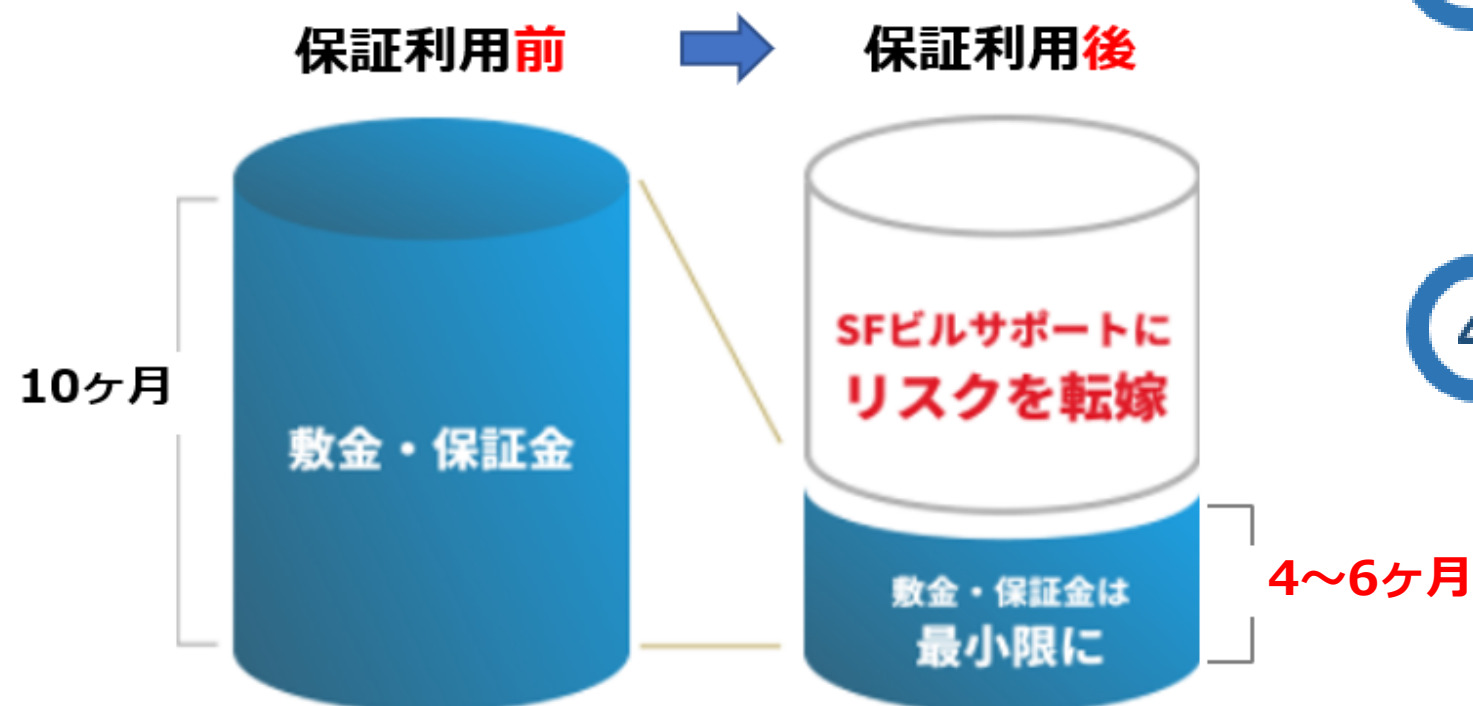 保証利用前
保証利用後
10ヶ月
敷金・保証金
SFビルサポートに
リスクを転嫁
敷金・保証金は
最小限に
4～6ヶ月